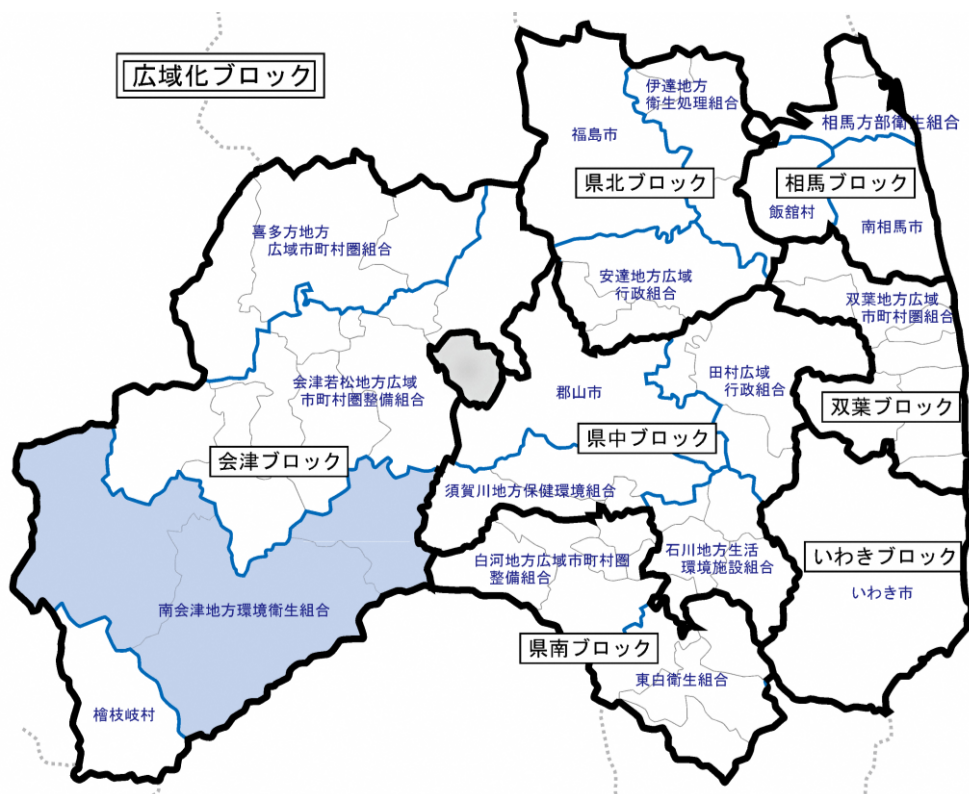 広域化ブロック
伊達地方
衛生処理組合
福島市
相馬方部衛生組合
県北ブロック
相馬ブロック
飯舘村
南相馬市
喜多方地方
広域市町村圏組合
安達地方広域
行政組合
双葉地方広域
市町村圏組合
会津若松地方広域
市町村圏整備組合
郡山市
田村広域
行政組合
双葉ブロック
県中ブロック
会津ブロック
須賀川地方保健環境組合
白河地方広域市町村圏
整備組合
石川地方生活
環境施設組合
いわきブロック
いわき市
南会津地方環境衛生組合
県南ブロック
東白衛生組合
檜枝岐村